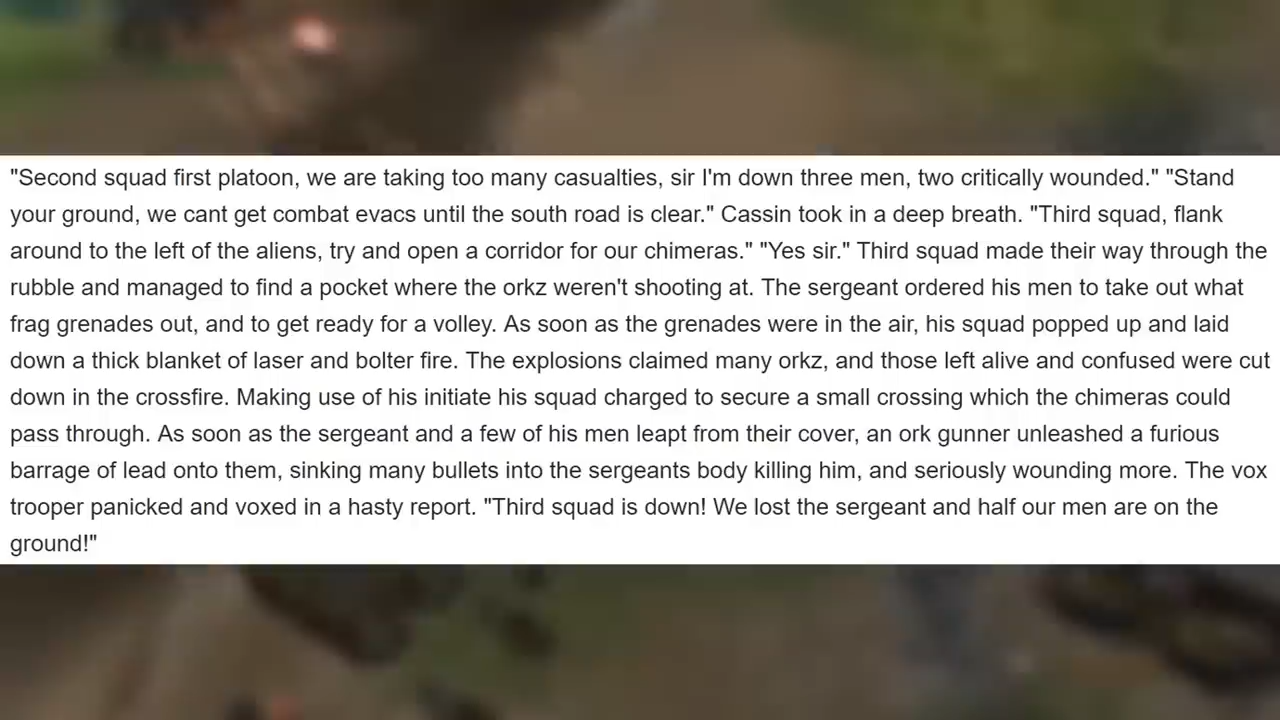 "Second squad first platoon, we are taking too many casualties, sir I'm down three men, two critically wounded." "Stand
your ground, we cant get combat evacs until the south road is clear." Cassin took in a deep breath. "Third squad, flank
around to the left of the aliens, try and open a corridor for our chimeras." "Yes sir." Third squad made their way through the
rubble and managed to find a pocket where the orkz weren't shooting at. The sergeant ordered his men to take out what
frag grenades out, and to get ready for a volley. As soon as the grenades were in the air, his squad popped up and laid
down a thick blanket of laser and bolter fire. The explosions claimed many orkz, and those left alive and confused were cut
down in the crossfire. Making use of his initiate his squad charged to secure a small crossing which the chimeras could
pass through. As soon as the sergeant and a few of his men leapt from their cover, an ork gunner unleashed a furious
barrage of lead onto them, sinking many bullets into the sergeants body killing him, and seriously wounding more. The vox
trooper panicked and voxed in a hasty report. "Third squad is down! We lost the sergeant and half our men are on the
ground!"